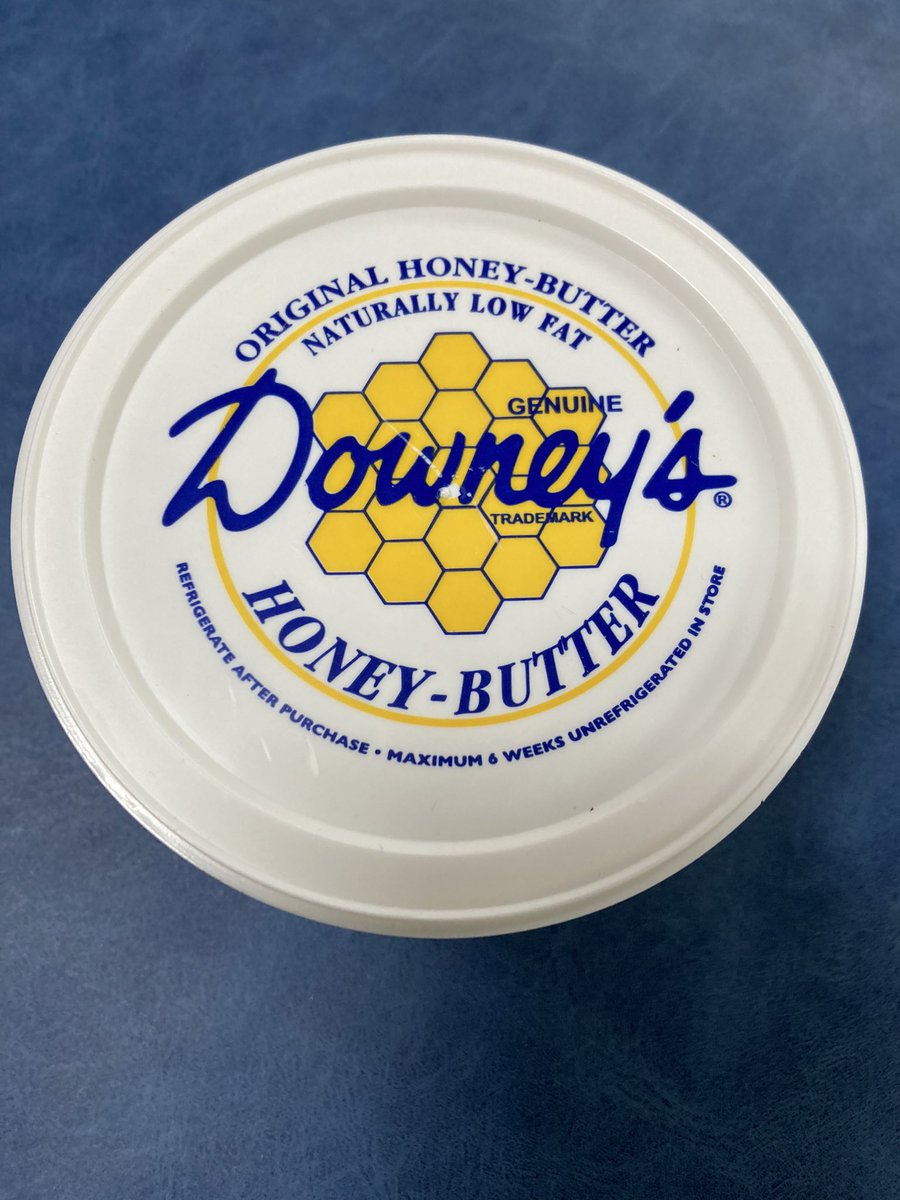 ORIGINAL HONEY-BUTTER
NATURALLY LOW FAT
GENUINE
Downey's®
TRADEMARK
HONEY-BUTTER
REFRIGERATE AFTER PURCHASE • MAXIMUM 6 WEEKS UNREFRIGERATED IN STORE